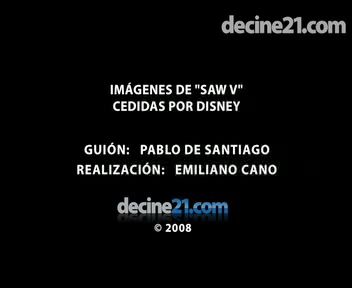 decine21.com
IMÁGENES DE "SAW V"
CEDIDAS POR DISNEY
GUIÓN: PABLO DE SANTIAGO
REALIZACIÓN: EMILIANO CANO
decine21.com
© 2008